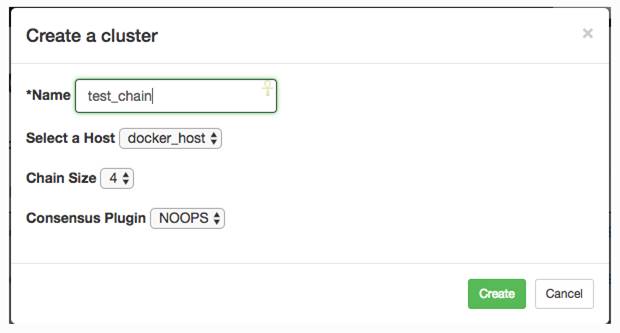 Create a cluster ×
*Name test_chain
Select a Host docker_host
Chain Size 4
Consensus Plugin NOOPS
Create Cancel